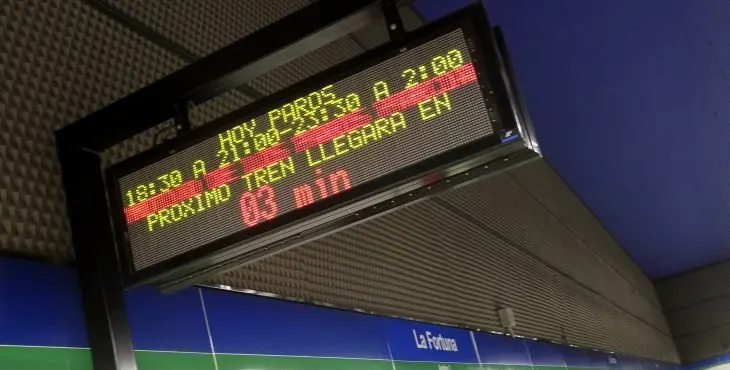 HOY PAROS
18:30 A 21:00-23:30 A 2:00
PROXIMO TREN LLEGARA EN
03 min
La Fortuna